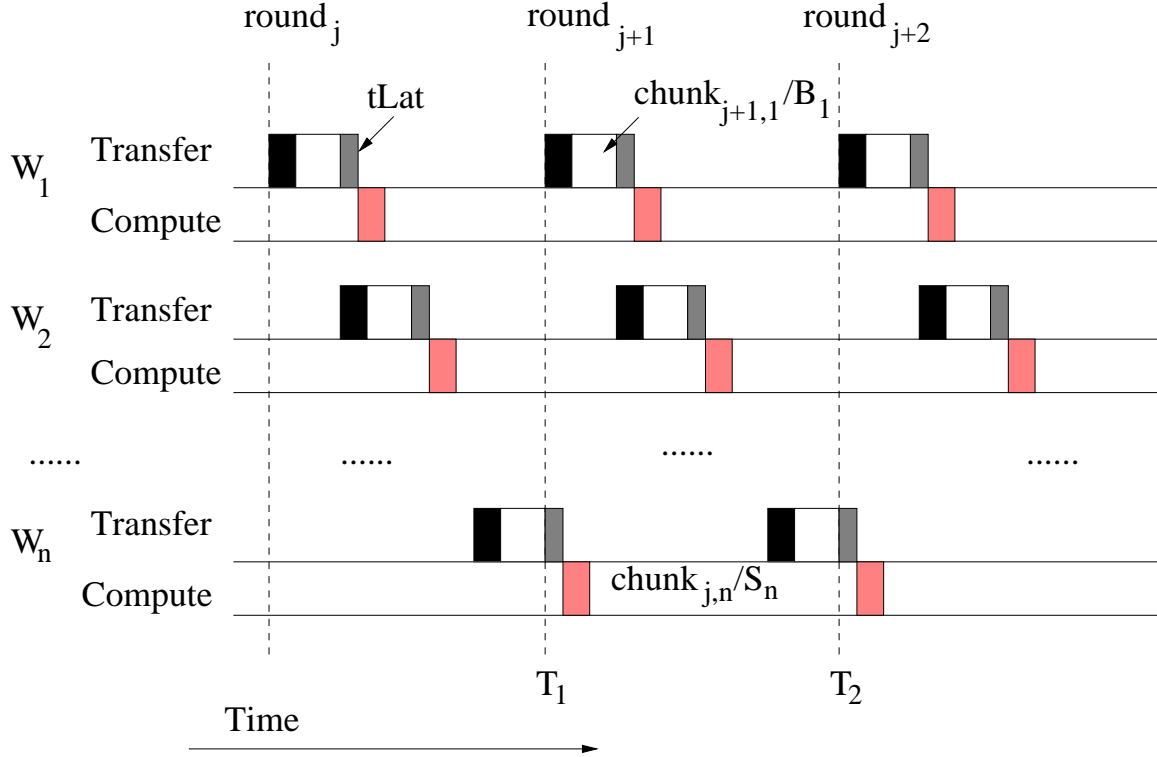 round j
round j+1
round j+2
tLat
chunk j+1,1 /B 1
W 1
Transfer
Compute
W 2
Transfer
Compute
......
......
......
......
W n
Transfer
Compute
chunk j,n /S n
T 1
T 2
Time